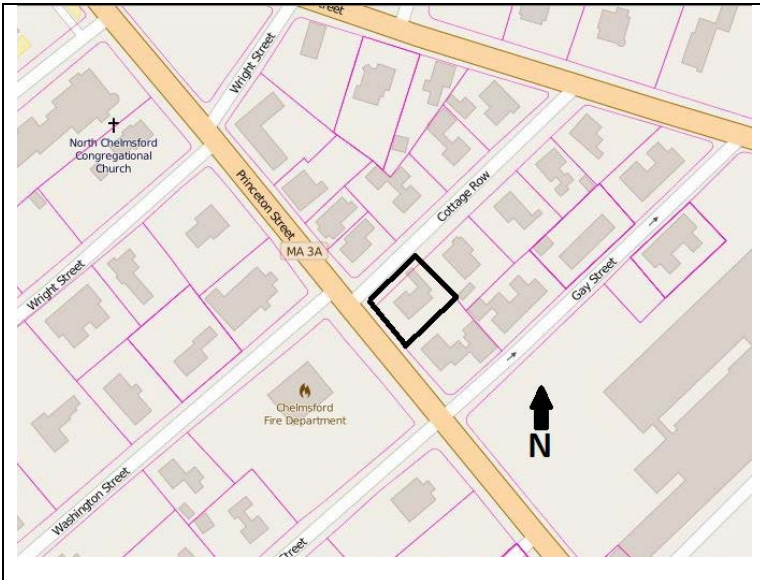 reet
Wright Street
North Chelmsford
Congregational
Church
Princeton Street
Cottage Row
MA 3A
Wright Street
Gay Street
Chelmsford
Fire Department
N
Washington Street
Street